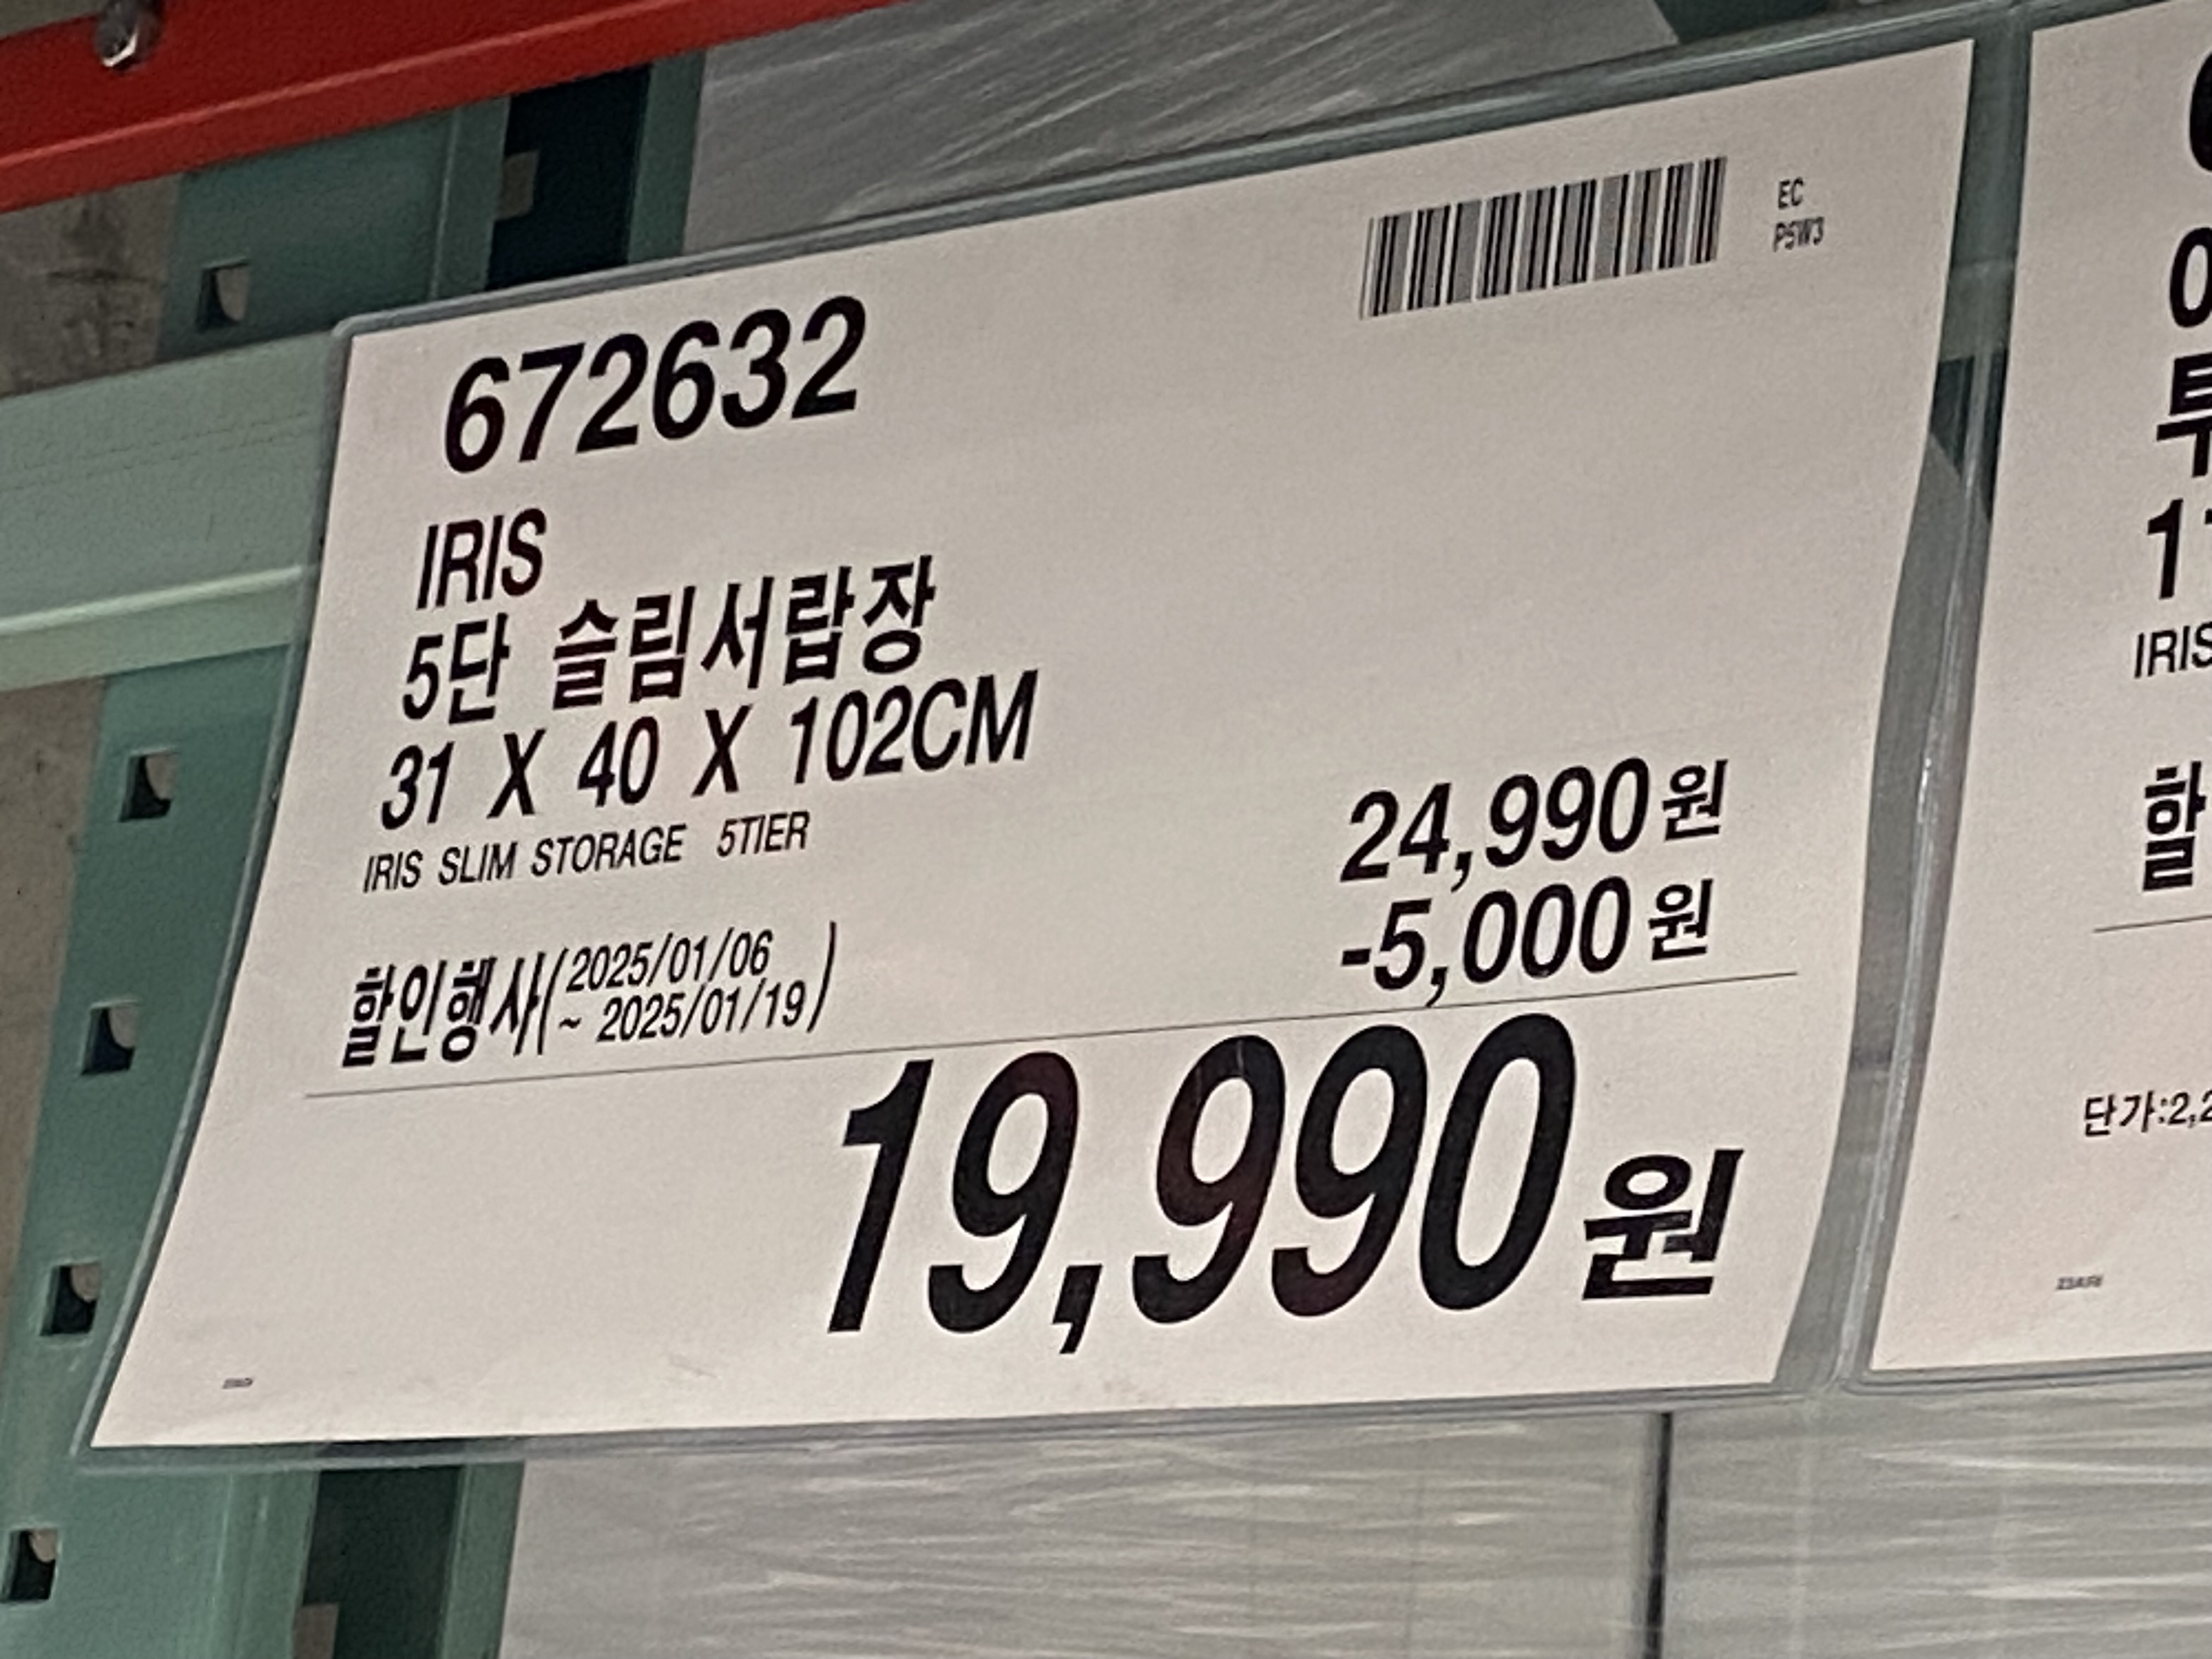 672632
EC
P5W3
IRIS
5단 슬림서랍장
31 X 40 X 102CM
IRIS SLIM STORAGE 5TIER
24,990원
-5,000원
할인행사(2025/01/06
~ 2025/01/19)
19,990원
IRIS
할
단가:2,2